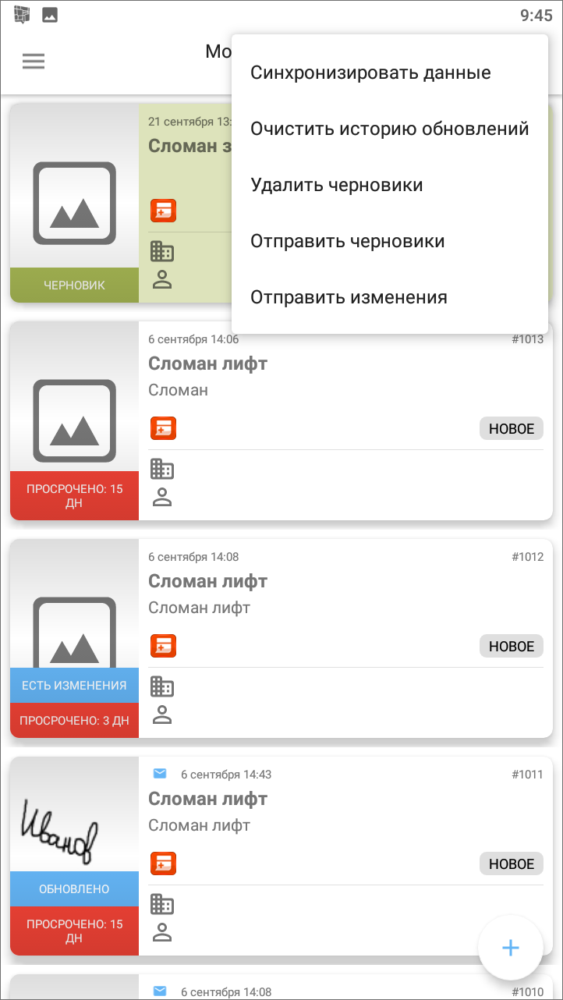 9:45
Мо
Синхронизировать данные
Очистить историю обновлений
Удалить черновики
Отправить черновики
Отправить изменения
21 сентября 13:
Сломан з
ЧЕРНОВИК
6 сентября 14:06 #1013
Сломан лифт
Сломан
НОВОЕ
ПРОСРОЧЕНО: 15
ДН
6 сентября 14:08 #1012
Сломан лифт
Сломан лифт
НОВОЕ
ЕСТЬ ИЗМЕНЕНИЯ
ПРОСРОЧЕНО: 3 ДН
6 сентября 14:43 #1011
Сломан лифт
Сломан лифт
Иванов
НОВОЕ
ОБНОВЛЕНО
ПРОСРОЧЕНО: 15
ДН
6 сентября 14:08 #1010